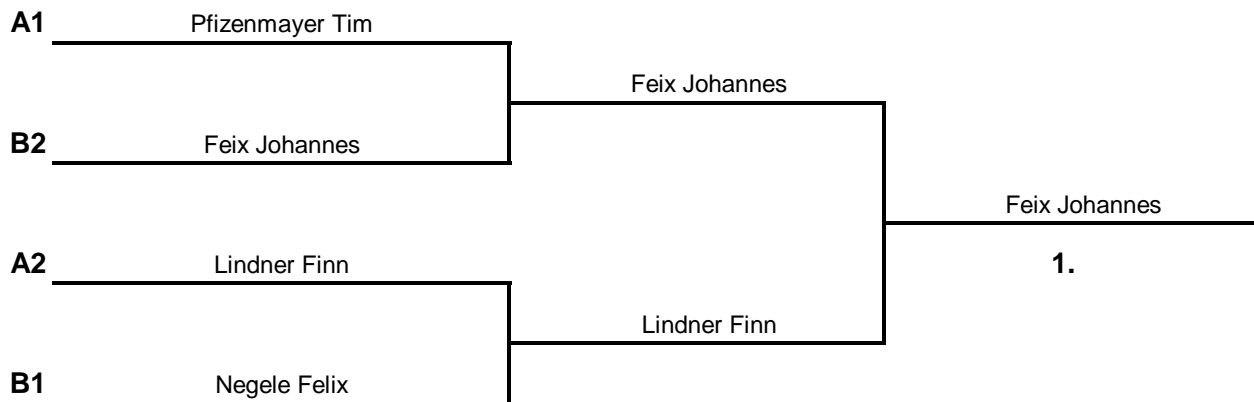 A1 Pfizenmayer Tim
Feix Johannes
B2 Feix Johannes
Feix Johannes
A2 Lindner Finn
1.
Lindner Finn
B1 Negele Felix